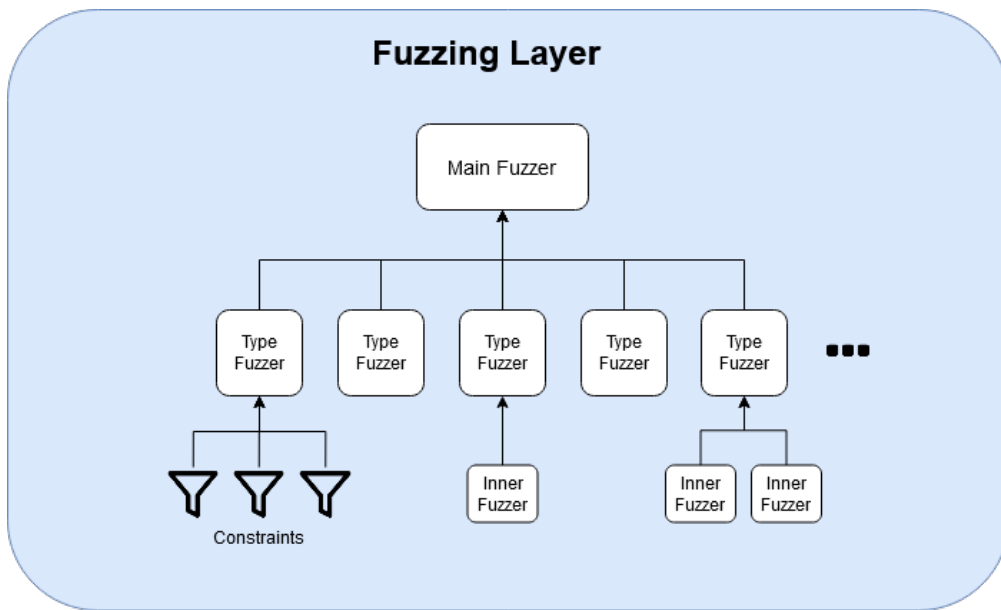 Fuzzing Layer
Main Fuzzer
Type
Fuzzer
Type
Fuzzer
Type
Fuzzer
Type
Fuzzer
Type
Fuzzer
Constraints
Inner
Fuzzer
Inner
Fuzzer
Inner
Fuzzer